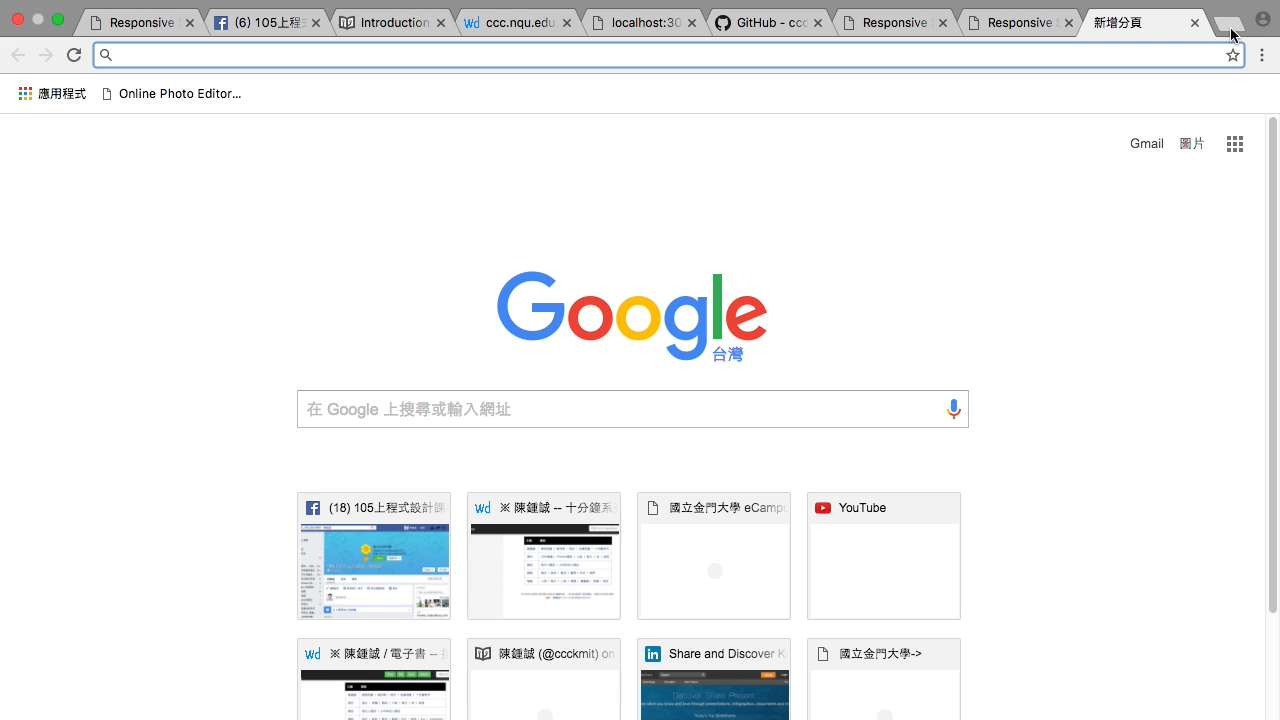 Responsive
(6) 105上程式
Introduction
ccc.nqu.edu.
localhost:30
GitHub - ccc
Responsive S
Responsive S
新增分頁
應用程式
Online Photo Editor...
Gmail
圖片
Google
台灣
在 Google 上搜尋或輸入網址
(18) 105上程式設計課
※ 陳鍾誠 -- 十分鐘系
國立金門大學 eCampu
YouTube
※ 陳鍾誠 / 電子書 --
陳鍾誠 (@ccckmit) on
Share and Discover K
國立金門大學->